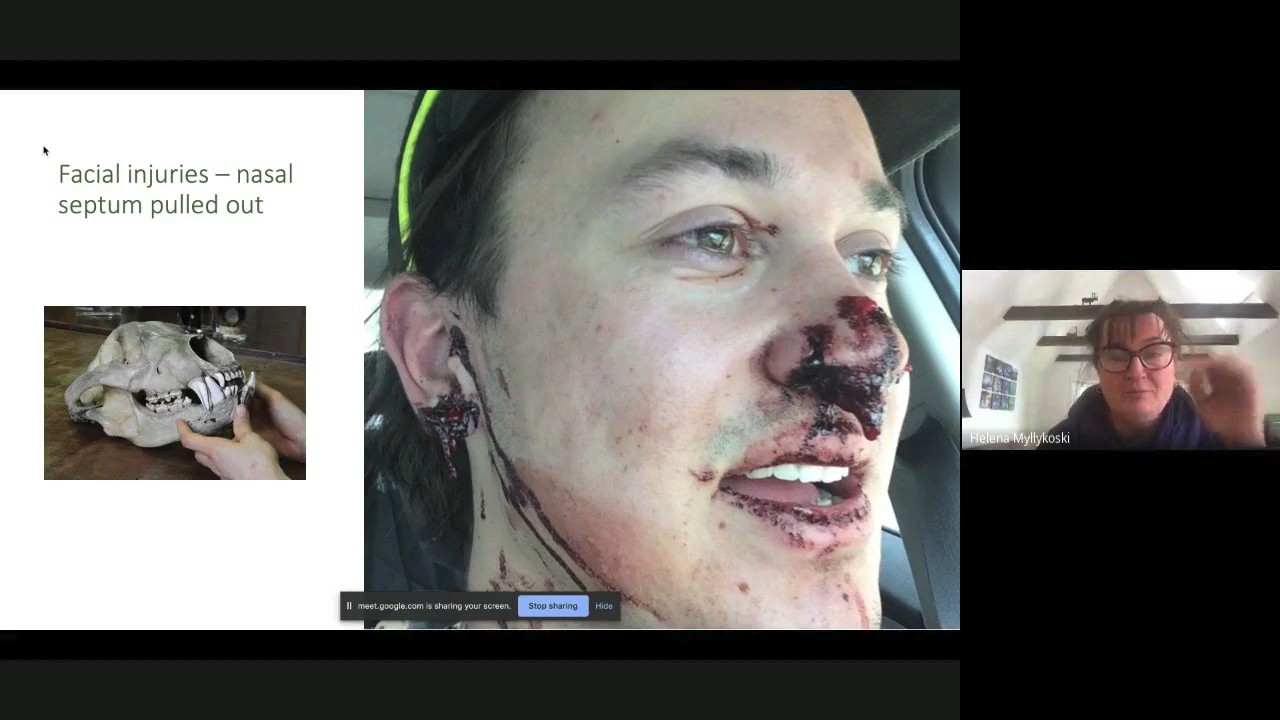 Facial injuries – nasal
septum pulled out
meet.google.com is sharing your screen.
Stop sharing
Hide
Helena Myllykoski